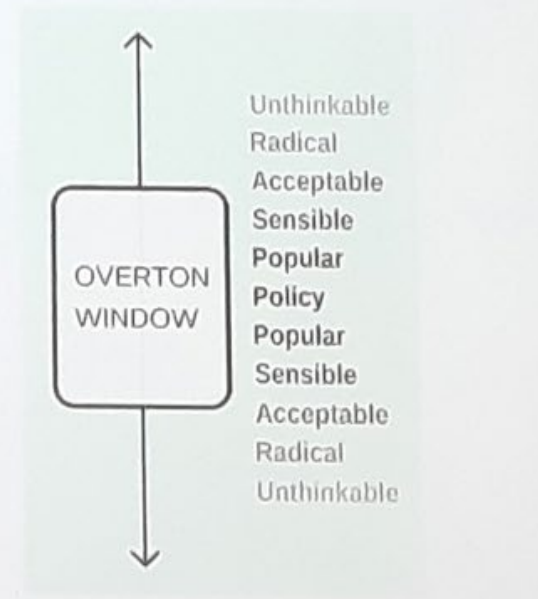 OVERTON
WINDOW
Unthinkable
Radical
Acceptable
Sensible
Popular
Policy
Popular
Sensible
Acceptable
Radical
Unthinkable